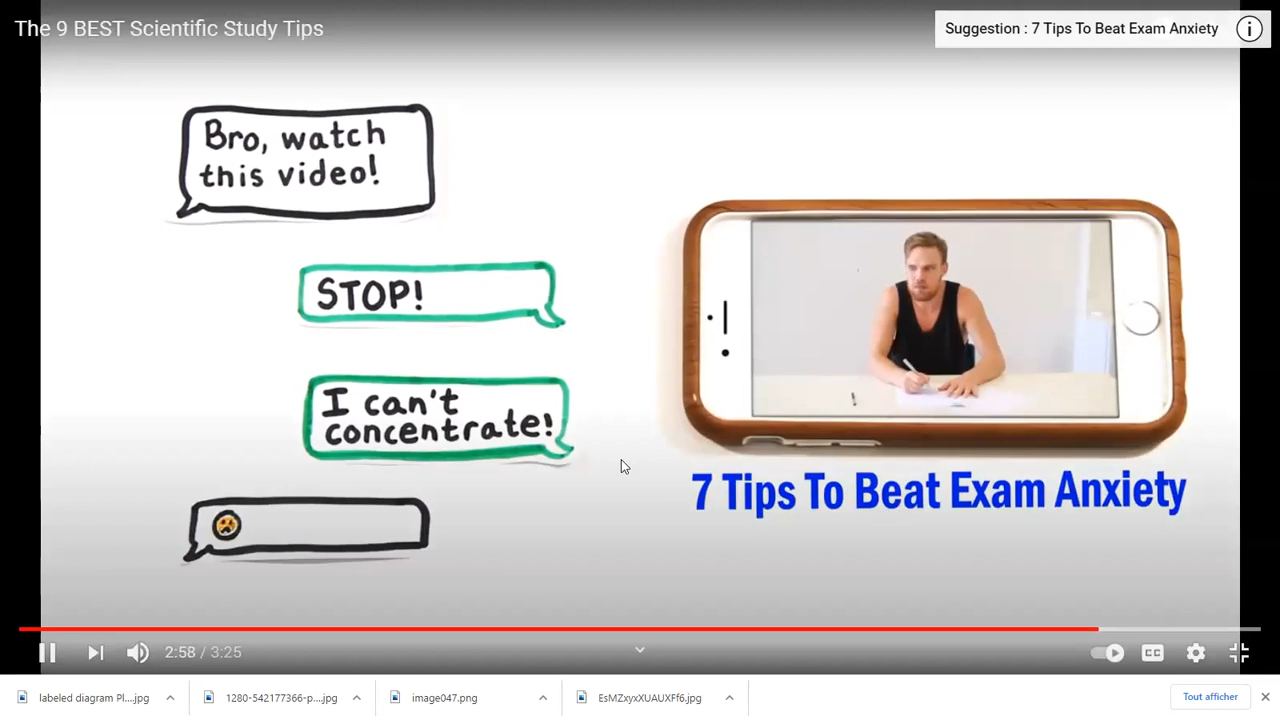 The 9 BEST Scientific Study Tips
Suggestion : 7 Tips To Beat Exam Anxiety
Bro, watch
this video!
STOP!
I can't
concentrate!
7 Tips To Beat Exam Anxiety
2:58 / 3:25
CC
labeled diagram Pl....jpg
1280-542177366-p....jpg
image047.png
EsMZxyxXUAUXFf6.jpg
Tout afficher